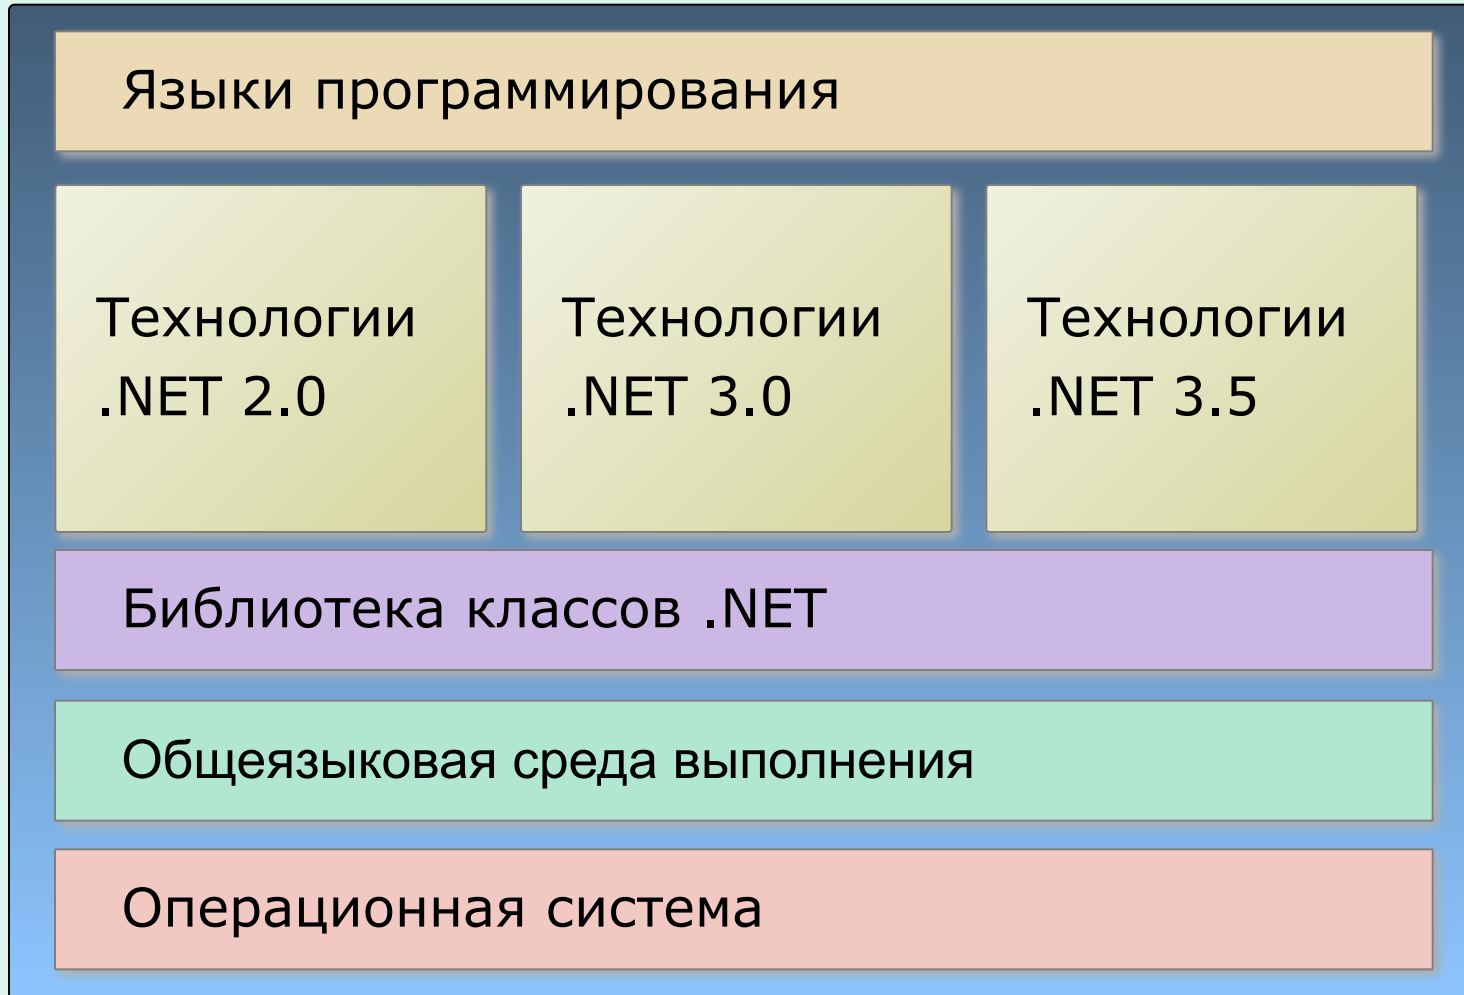 Языки программирования
Технологии
.NET 2.0
Технологии
.NET 3.0
Технологии
.NET 3.5
Библиотека классов .NET
Общеязыковая среда выполнения
Операционная система